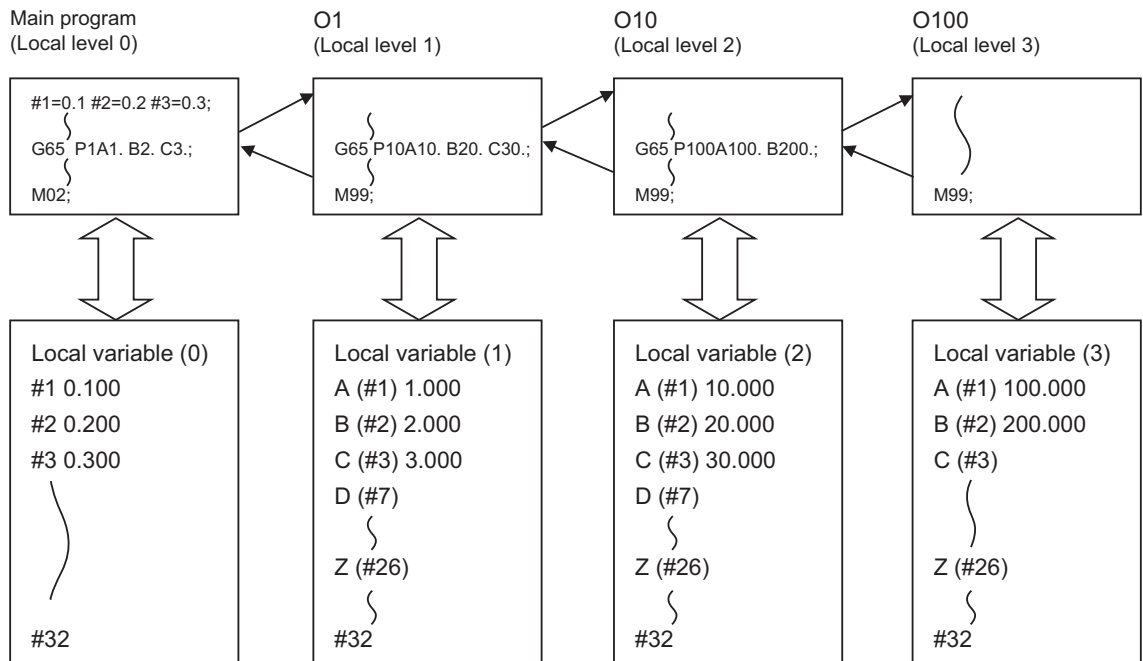 Main program
(Local level 0)
#1=0.1 #2=0.2 #3=0.3;
G65 P1A1. B2. C3.;
M02;
O1
(Local level 1)
G65 P10A10. B20. C30.;
M99;
O10
(Local level 2)
G65 P100A100. B200.;
M99;
O100
(Local level 3)
M99;
Local variable (0)
#1 0.100
#2 0.200
#3 0.300
#32
Local variable (1)
A (#1) 1.000
B (#2) 2.000
C (#3) 3.000
D (#7)
Z (#26)
#32
Local variable (2)
A (#1) 10.000
B (#2) 20.000
C (#3) 30.000
D (#7)
Z (#26)
#32
Local variable (3)
A (#1) 100.000
B (#2) 200.000
C (#3)
Z (#26)
#32